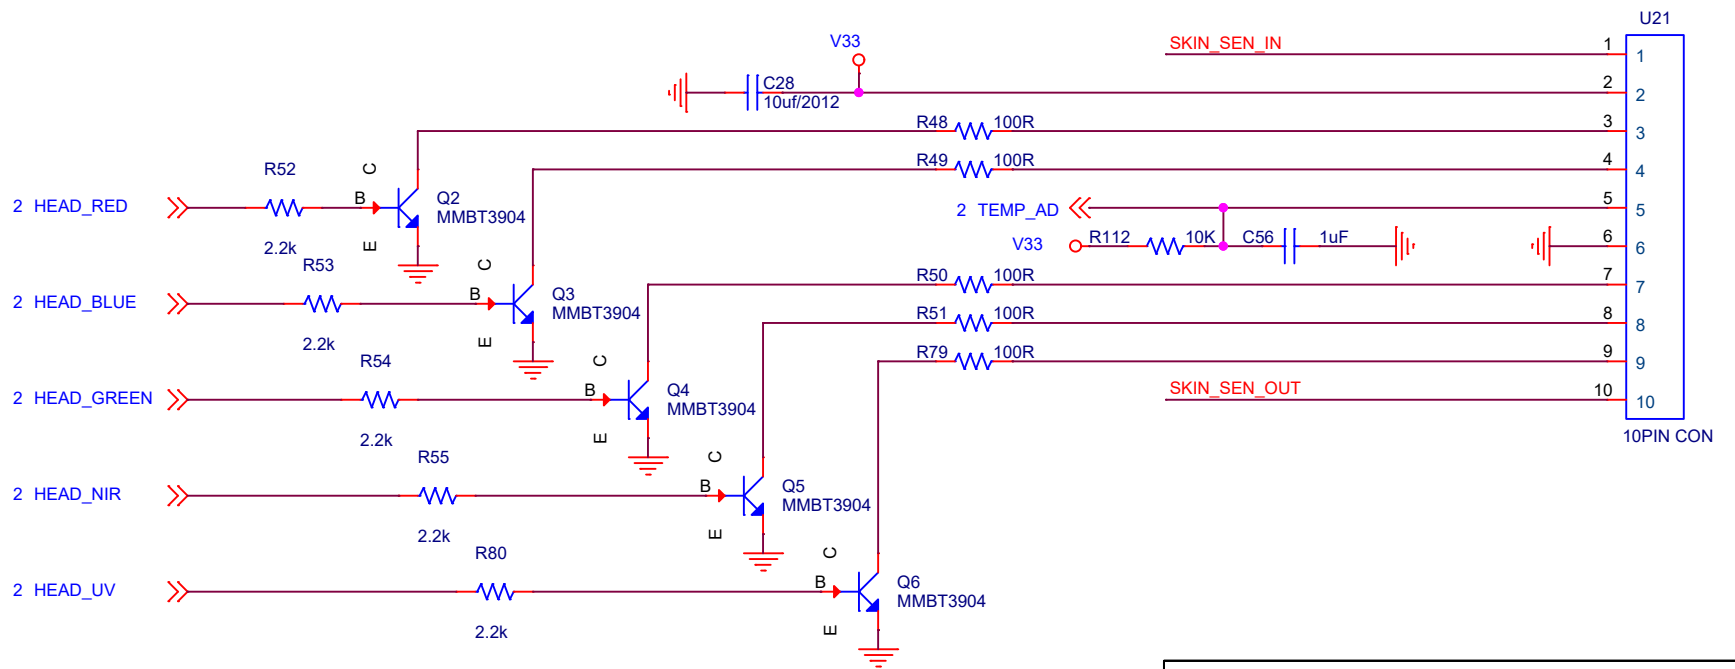 U21
V33
SKIN_SEN_IN 1 1
C28
10uf/2012
2 2
R48 100R 3 3
R49 100R 4 4
R52
C
2 HEAD_RED B Q2
MMBT3904
2 TEMP_AD 5 5
2.2k
E
V33 R112 10K C56 1uF 6 6
R53
C
R50 100R 7 7
2 HEAD_BLUE B Q3
MMBT3904
R51 100R 8 8
2.2k
E
R54
C
R79 100R 9 9
2 HEAD_GREEN B Q4
MMBT3904
SKIN_SEN_OUT 10 10
2.2k
E
10PIN CON
R55
C
2 HEAD_NIR B Q5
MMBT3904
2.2k
E
R80
C
2 HEAD_UV B Q6
MMBT3904
2.2k
E